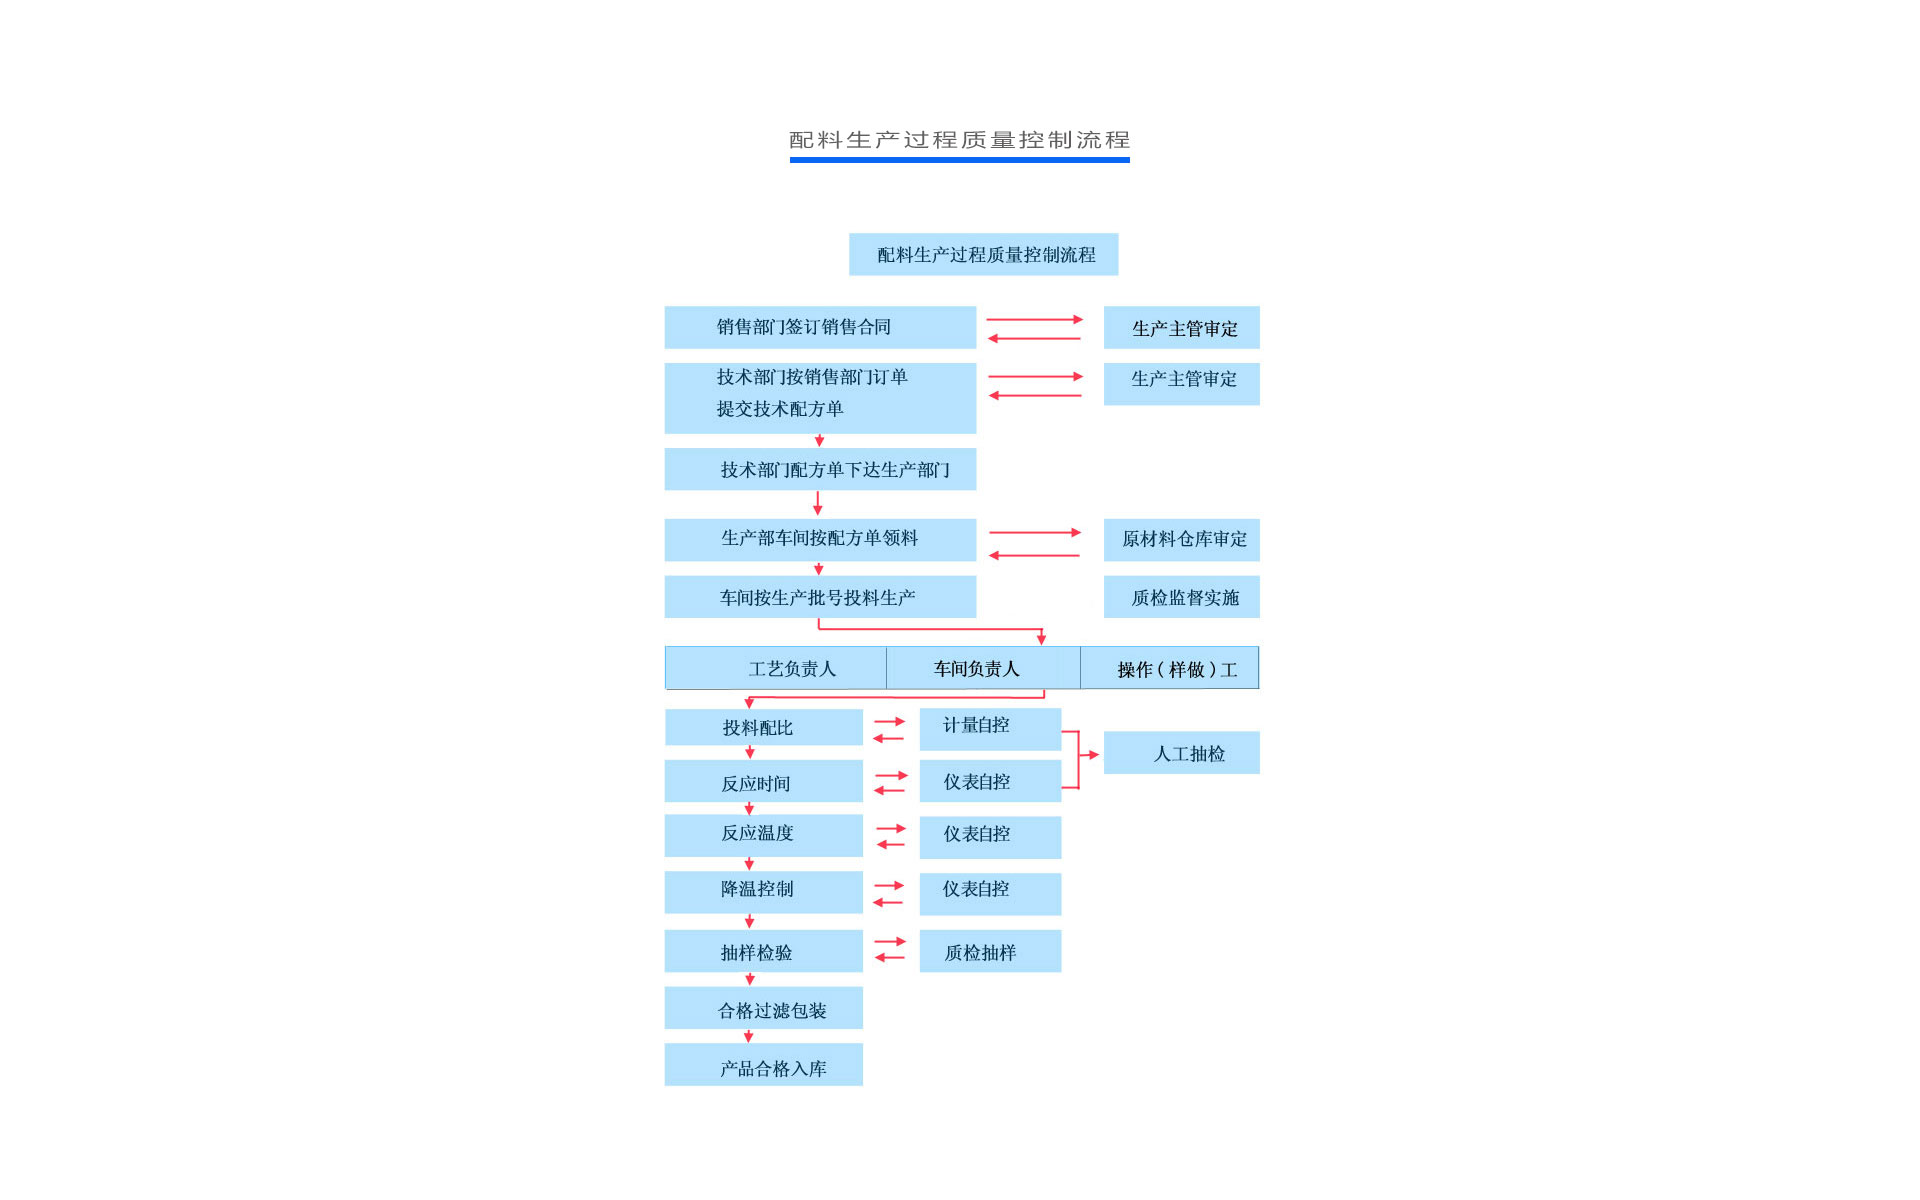 配料生产过程质量控制流程
配料生产过程质量控制流程
销售部门签订销售合同
生产主管审定
技术部门按销售部门订单
提交技术配方单
生产主管审定
技术部门配方单下达生产部门
生产部车间按配方单领料
原材料仓库审定
车间按生产批号投料生产
质检监督实施
工艺负责人
车间负责人
操作(样做)工
投料配比
计量自控
人工抽检
反应时间
仪表自控
反应温度
仪表自控
降温控制
仪表自控
抽样检验
质检抽样
合格过滤包装
产品合格入库